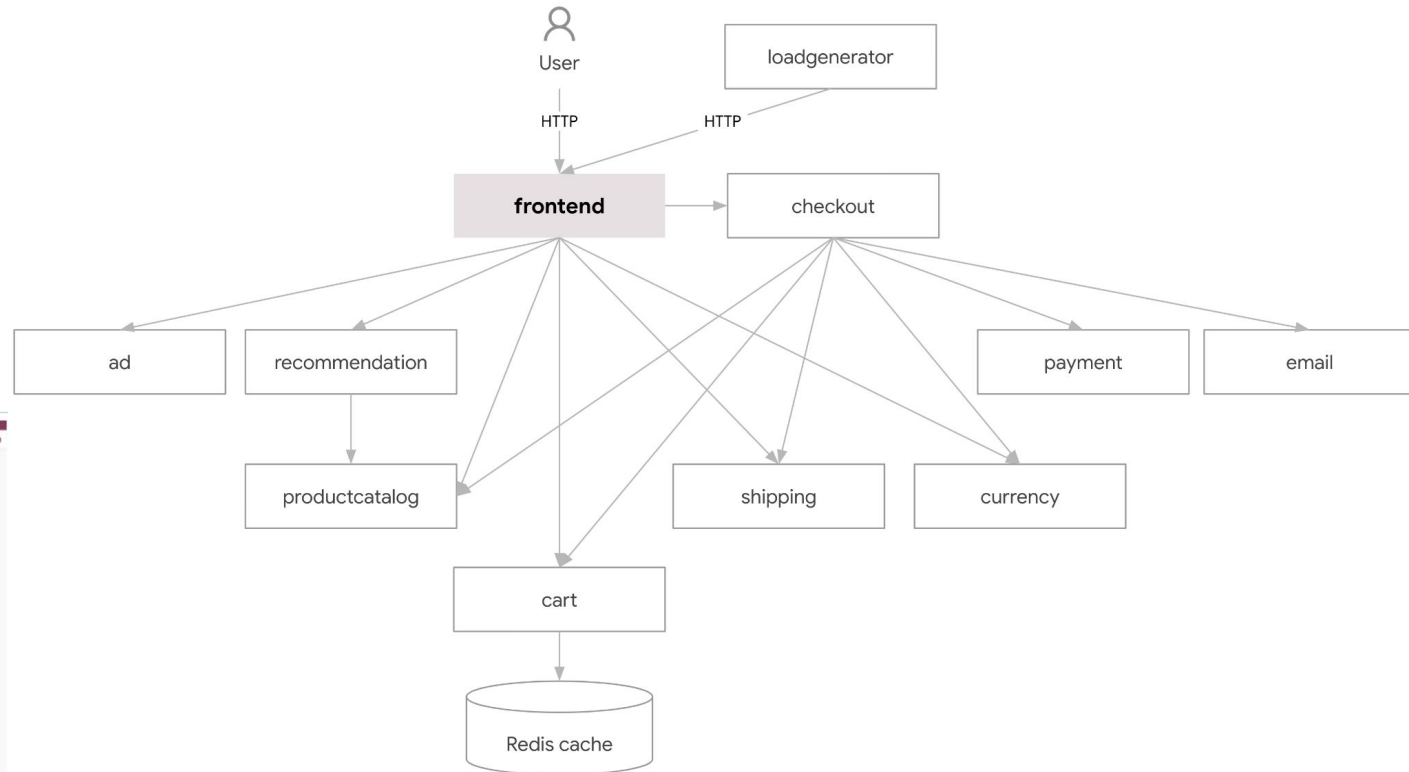 User
loadgenerator
HTTP
HTTP
frontend
checkout
ad
recommendation
payment
email
productcatalog
shipping
currency
cart
Redis cache